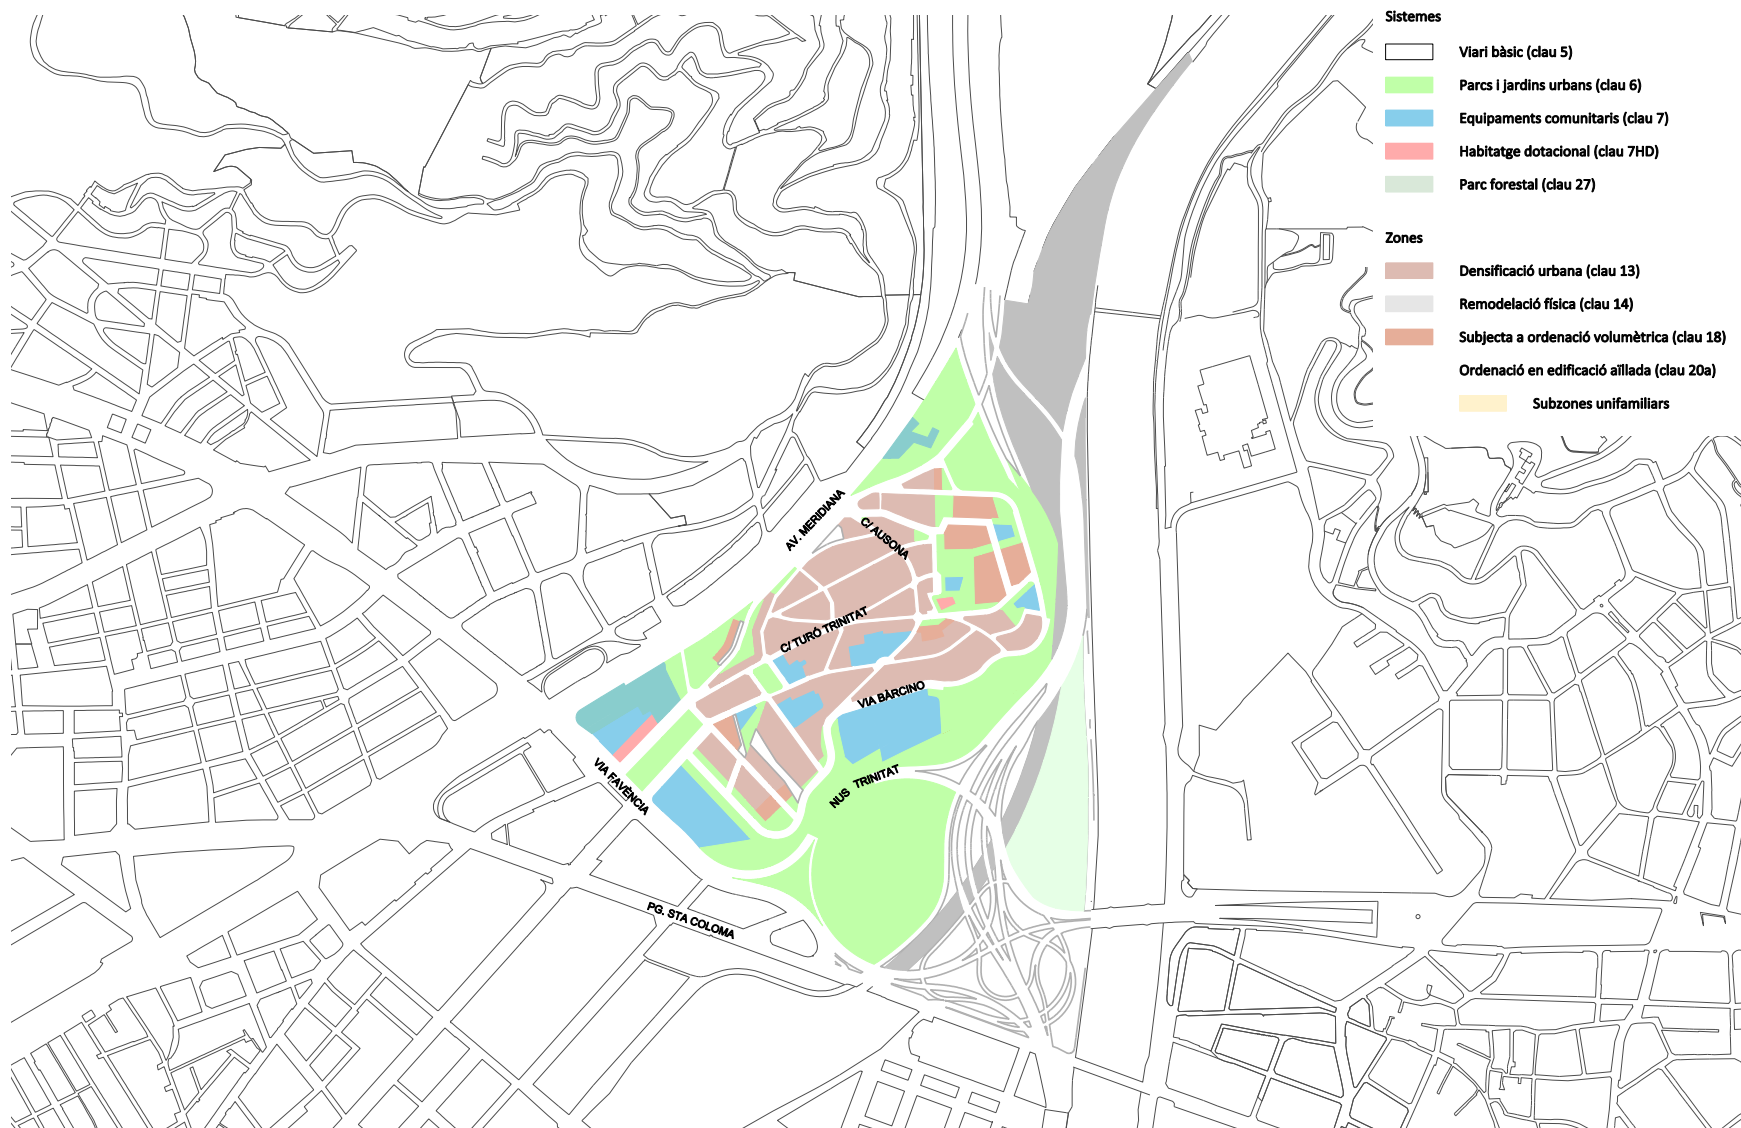 Sistemes
Viari bàsic (clau 5)
Parcs i jardins urbans (clau 6)
Equipaments comunitaris (clau 7)
Habitatge dotacional (clau 7HD)
Parc forestal (clau 27)
Zones
Densificació urbana (clau 13)
Remodelació física (clau 14)
Subjecta a ordenació volumètrica (clau 18)
Ordenació en edificació aïllada (clau 20a)
Subzones unifamiliars
AV. MERIDIANA
C/ AUSONA
C/ TURÓ TRINITAT
VIA BÀRCINO
VIA FAVÈNCIA
NUS TRINITAT
PG. STA COLOMA